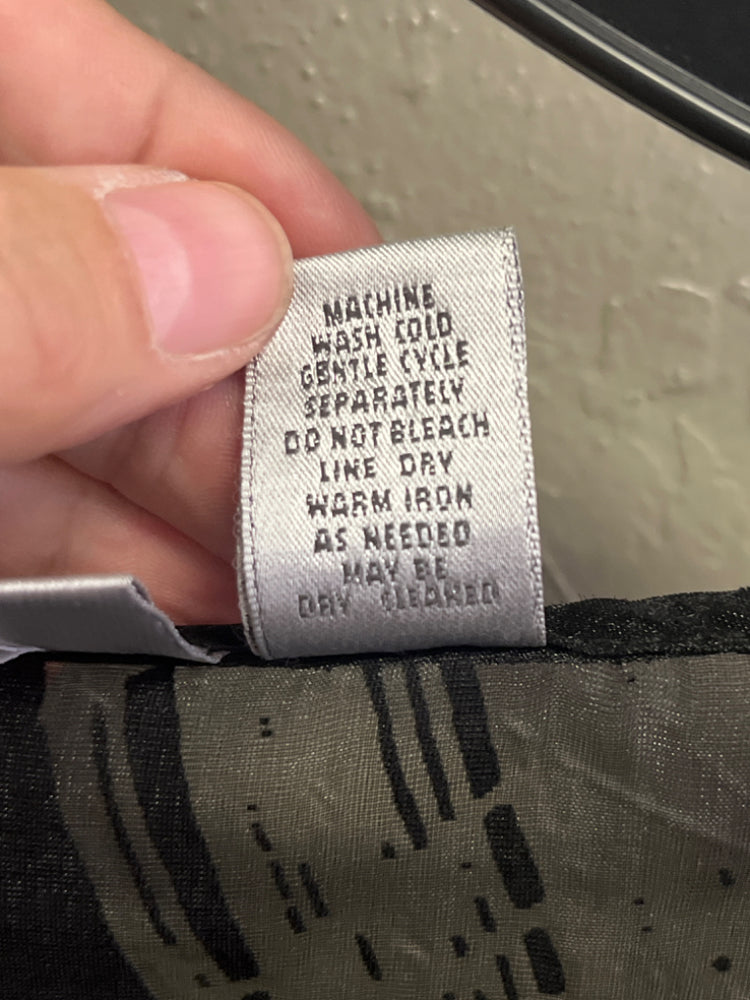 MACHINE
WASH COLD
GENTLE CYCLE
SEPARATELY
DO NOT BLEACH
LINE DRY
WARM IRON
AS NEEDED
MAY BE
DRY CLEANED